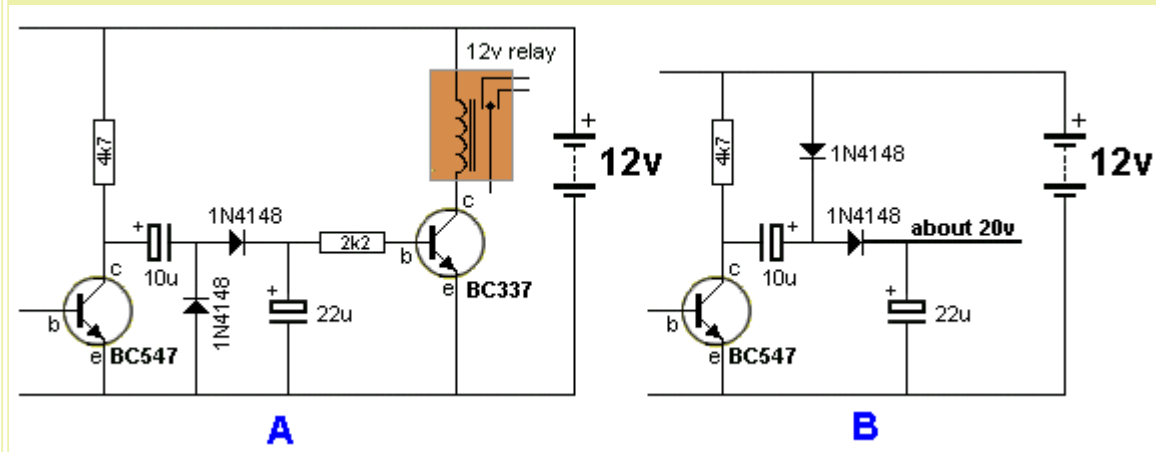 12v relay
4k7
+
12v
1N4148
+
10u
2k2
c
b
e BC337
c
b
e BC547
1N4148
+
22u
A
+
12v
4k7
1N4148
1N4148
about 20v
+
10u
c
b
e BC547
+
22u
B